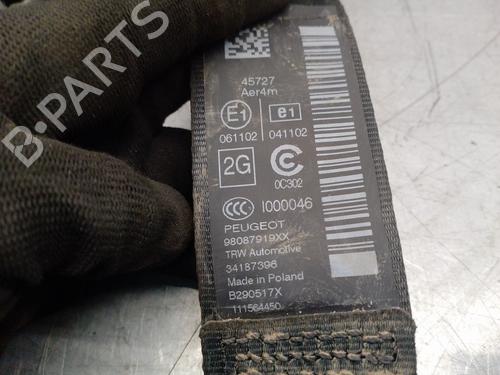 B-PARTS
45727
Aer4m
E1
e1
061102
041102
2G
C
0C302
CCC
I000046
PEUGEOT
98087919XX
TRW Automotive
34187396
Made in Poland
B290517X
111564450